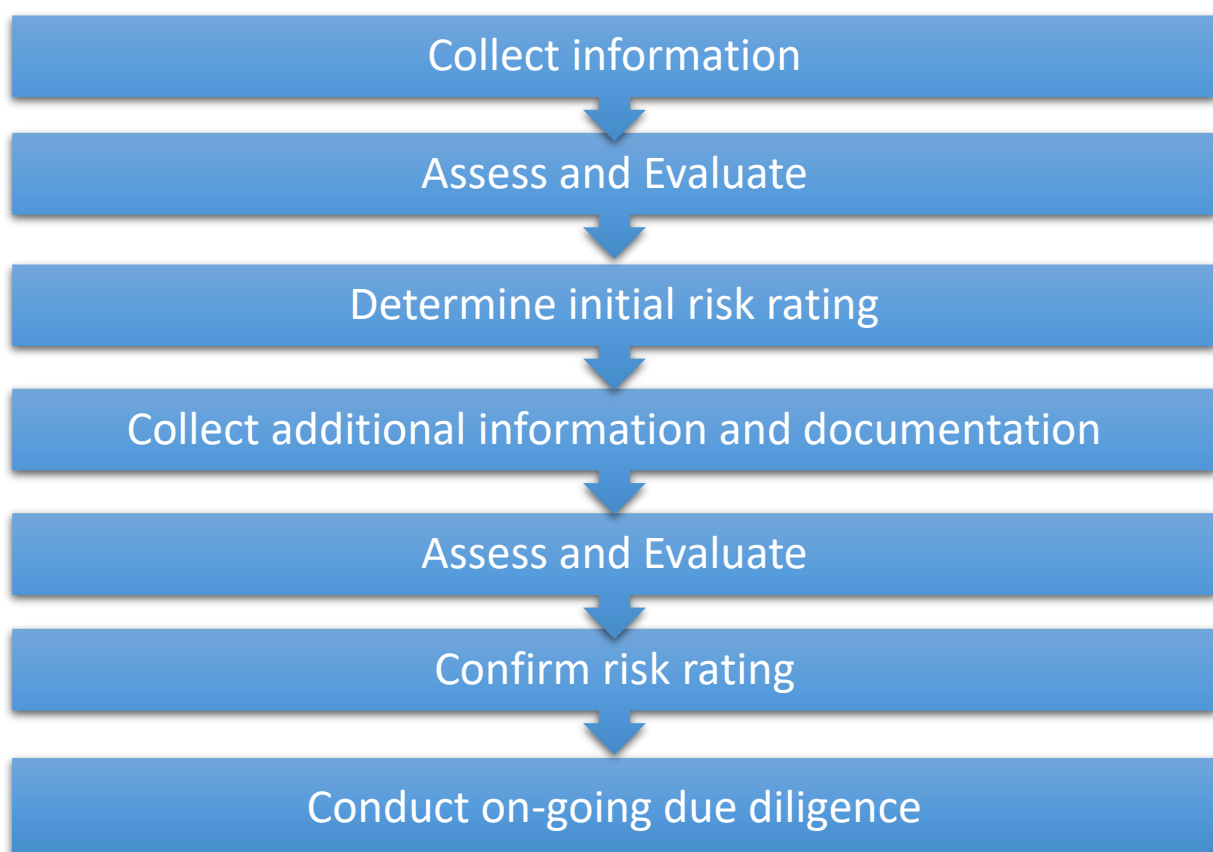 Collect information
Assess and Evaluate
Determine initial risk rating
Collect additional information and documentation
Assess and Evaluate
Confirm risk rating
Conduct on-going due diligence